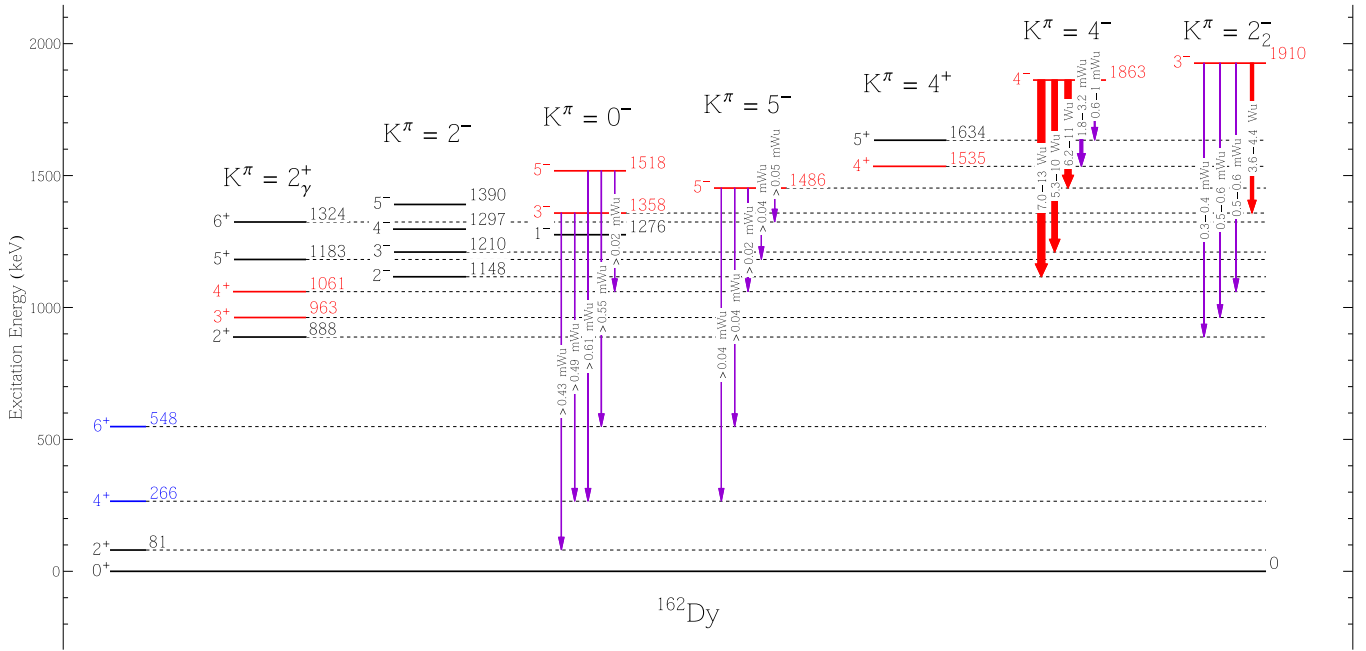 Excitation Energy (keV)
2000
1500
1000
500
0
K^π = 2^+_γ
6^+ 1324
5^+ 1183
4^+ 1061
3^+ 963
2^+ 888
K^π = 2^−
5^− 1390
4^− 1297
3^− 1210
2^− 1148
K^π = 0^−
5^− 1518
3^− 1358
1^− 1276
>0.43 mWu
>0.49 mWu
>0.61 mWu
>0.55 mWu
>0.02 mWu
K^π = 5^−
5^− 1486
>0.04 mWu
>0.04 mWu
>0.02 mWu
>0.04 mWu
>0.05 mWu
K^π = 4^+
5^+ 1634
4^+ 1535
K^π = 4^−
4^− 1863
7.0−13 Wu
5.3−10 Wu
6.2−11 Wu
1.8−3.2 mWu
0.6−1 mWu
K^π = 2^−_2
3^− 1910
0.3−0.4 mWu
0.5−0.6 mWu
0.5−0.6 mWu
3.6−4.4 Wu
6^+ 548
4^+ 266
2^+ 81
0^+ 0
^162Dy